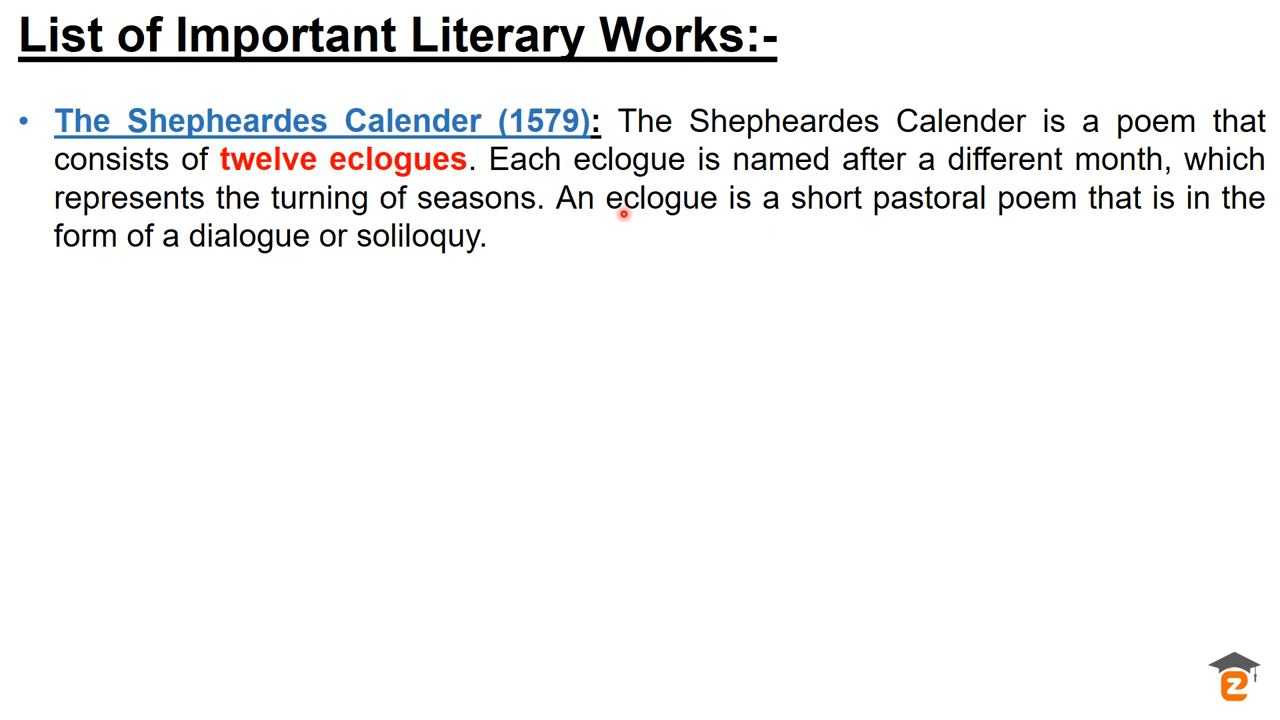 List of Important Literary Works:-
• The Shepheardes Calender (1579): The Shepheardes Calender is a poem that
consists of twelve eclogues. Each eclogue is named after a different month, which
represents the turning of seasons. An eclogue is a short pastoral poem that is in the
form of a dialogue or soliloquy.
z